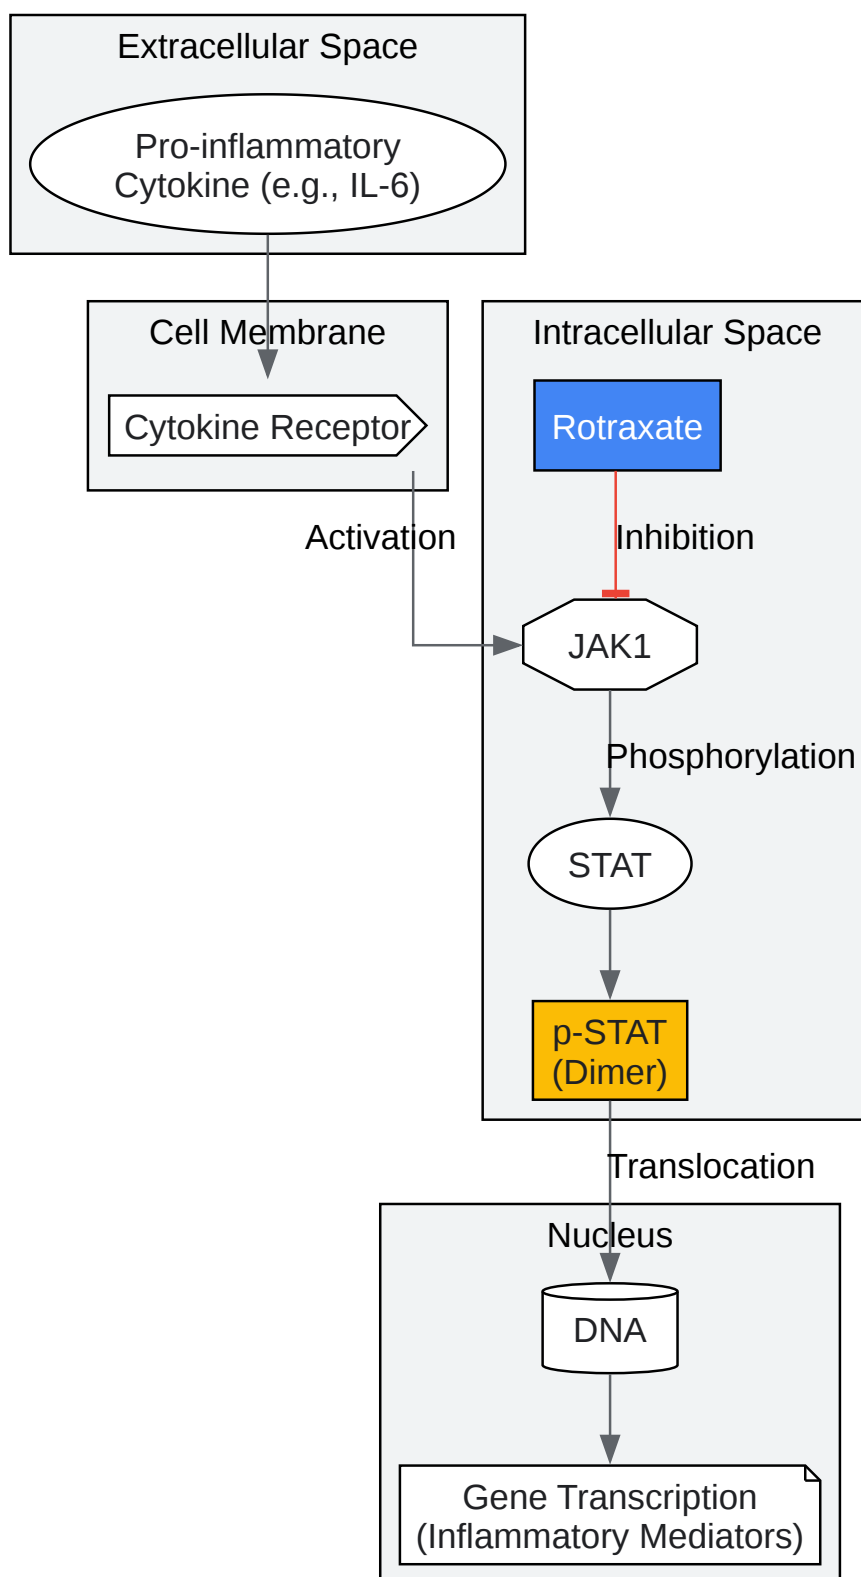 Extracellular Space
Pro-inflammatory
Cytokine (e.g., IL-6)
Cell Membrane
Cytokine Receptor
Intracellular Space
Rotraxate
Activation
Inhibition
JAK1
Phosphorylation
STAT
p-STAT
(Dimer)
Translocation
Nucleus
DNA
Gene Transcription
(Inflammatory Mediators)